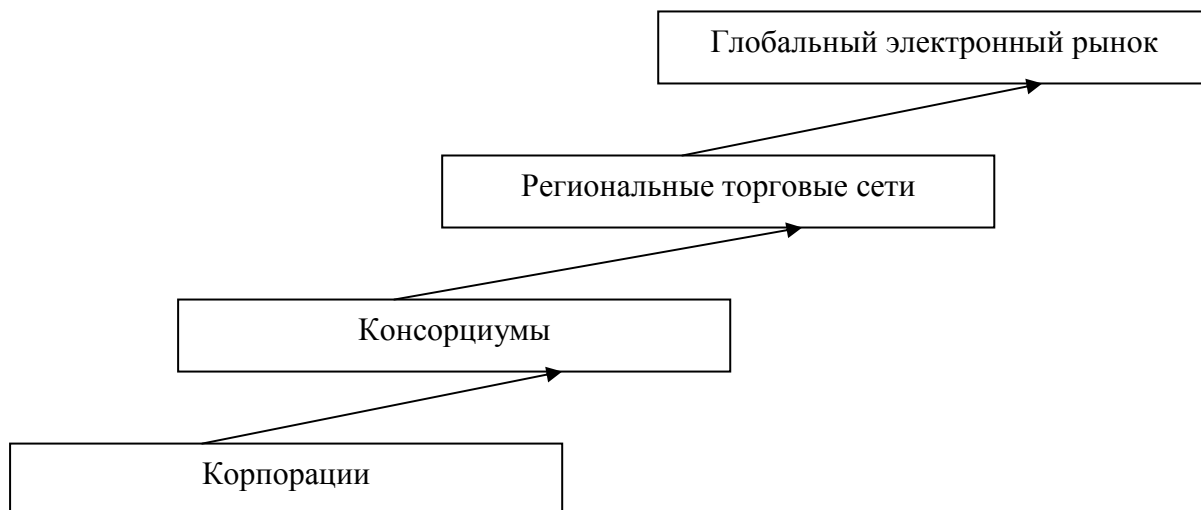 Глобальный электронный рынок
Региональные торговые сети
Консорциумы
Корпорации